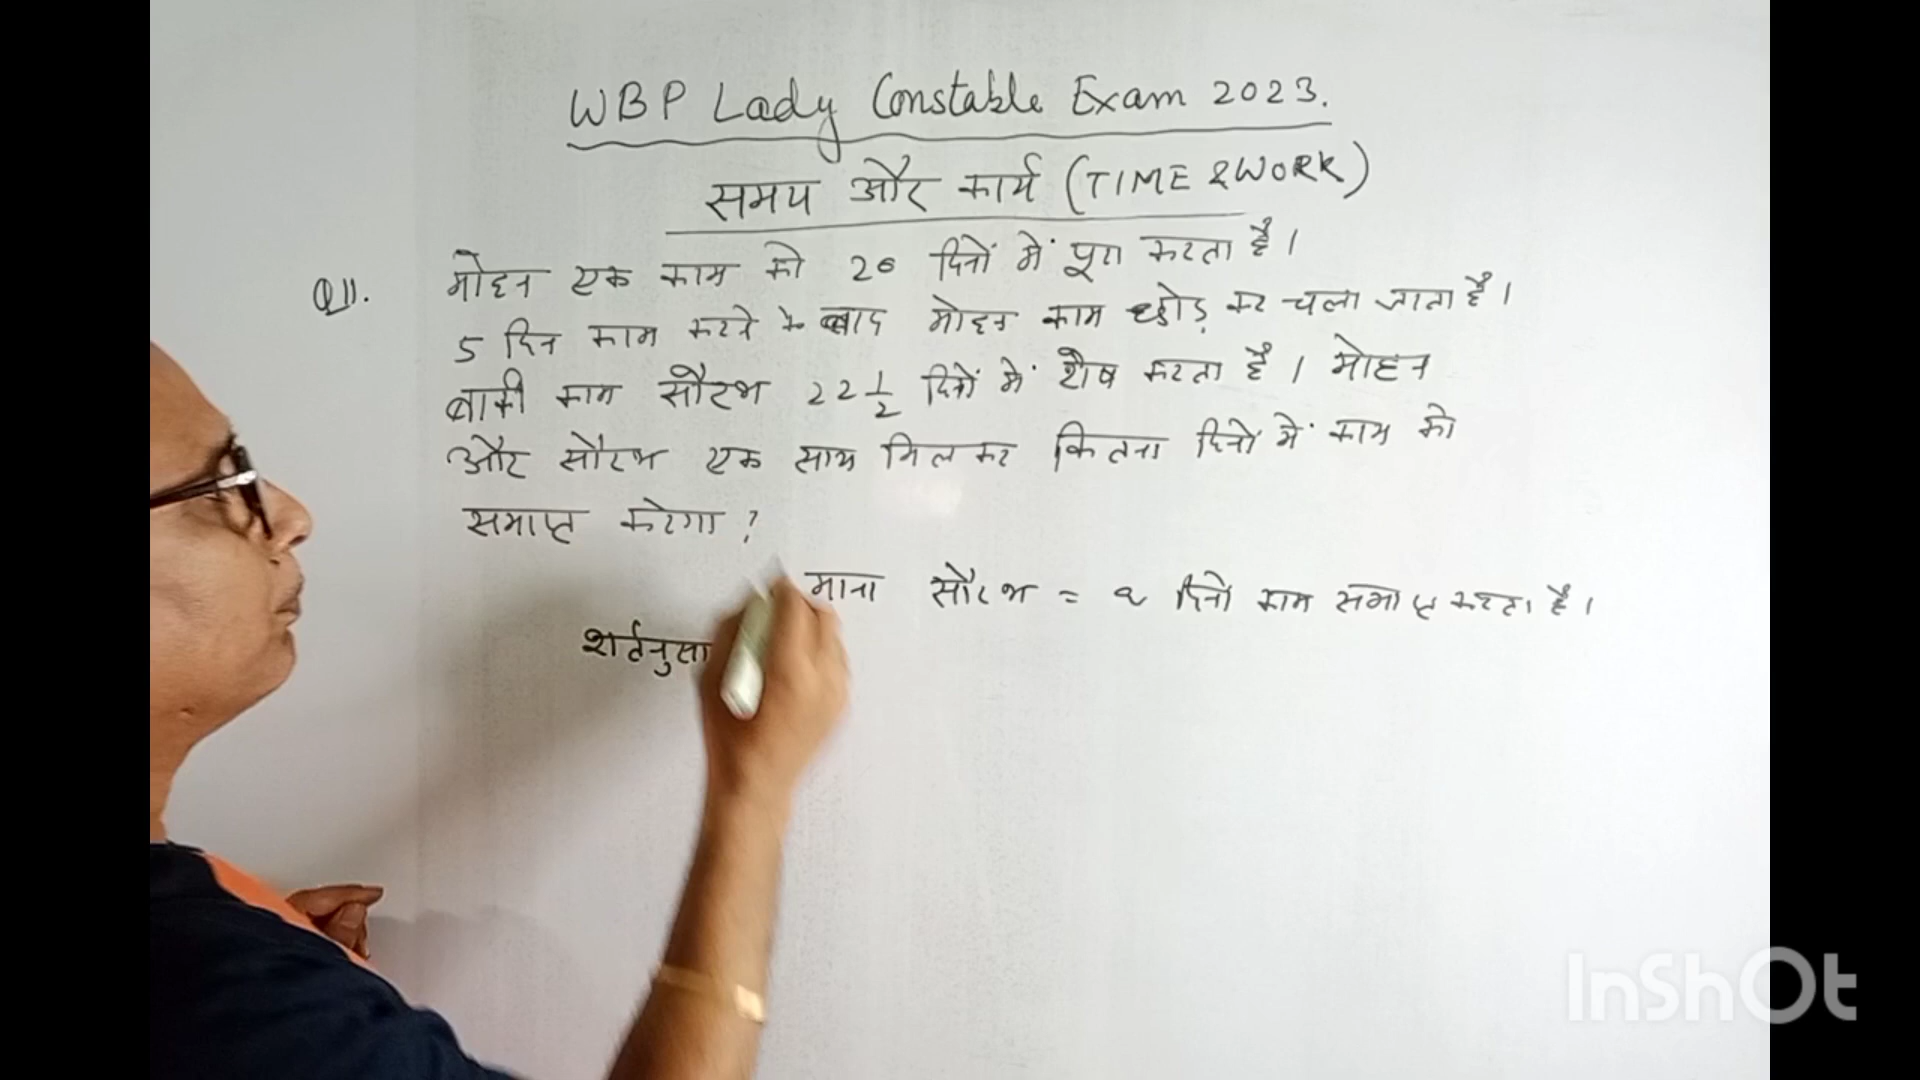 WBP Lady Constable Exam 2023.
समय और कार्य (TIME & WORK)
Q11. मोहन एक काम को 20 दिनों में पूरा करता है।
5 दिन काम करने के बाद मोहन काम छोड़ कर चला जाता है।
बाकी काम सौरभ 22 1/2 दिनों में शेष करता है। मोहन
और सौरभ एक साथ मिलकर कितना दिनों में काम को
समाप्त करेगा?
माना सौरभ = x दिनों काम समाप्त करता है।
शर्तनुसा
InShOt